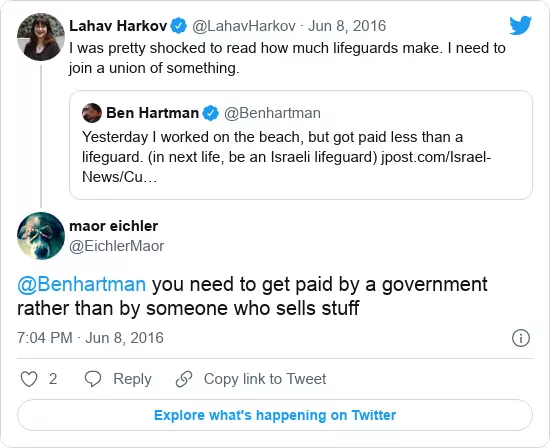 Lahav Harkov @LahavHarkov · Jun 8, 2016
I was pretty shocked to read how much lifeguards make. I need to
join a union of something.
Ben Hartman @Benhartman
Yesterday I worked on the beach, but got paid less than a
lifeguard. (in next life, be an Israeli lifeguard) jpost.com/Israel-
News/Cu…
maor eichler
@EichlerMaor
@Benhartman you need to get paid by a government
rather than by someone who sells stuff
7:04 PM · Jun 8, 2016
2 Reply Copy link to Tweet
Explore what's happening on Twitter